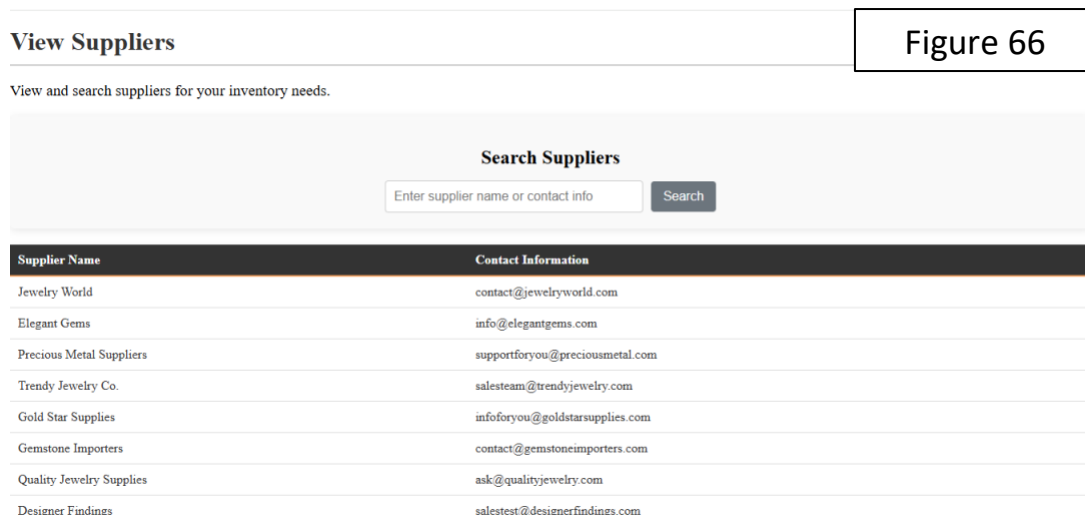 View Suppliers
Figure 66
View and search suppliers for your inventory needs.
Search Suppliers
Enter supplier name or contact info Search
Supplier Name Contact Information
Jewelry World contact@jewelryworld.com
Elegant Gems info@elegantgems.com
Precious Metal Suppliers supportforyou@preciousmetal.com
Trendy Jewelry Co. salesteam@trendyjewelry.com
Gold Star Supplies infoforyou@goldstarsupplies.com
Gemstone Importers contact@gemstoneimporters.com
Quality Jewelry Supplies ask@qualityjewelry.com
Designer Findings salestest@designerfindings.com